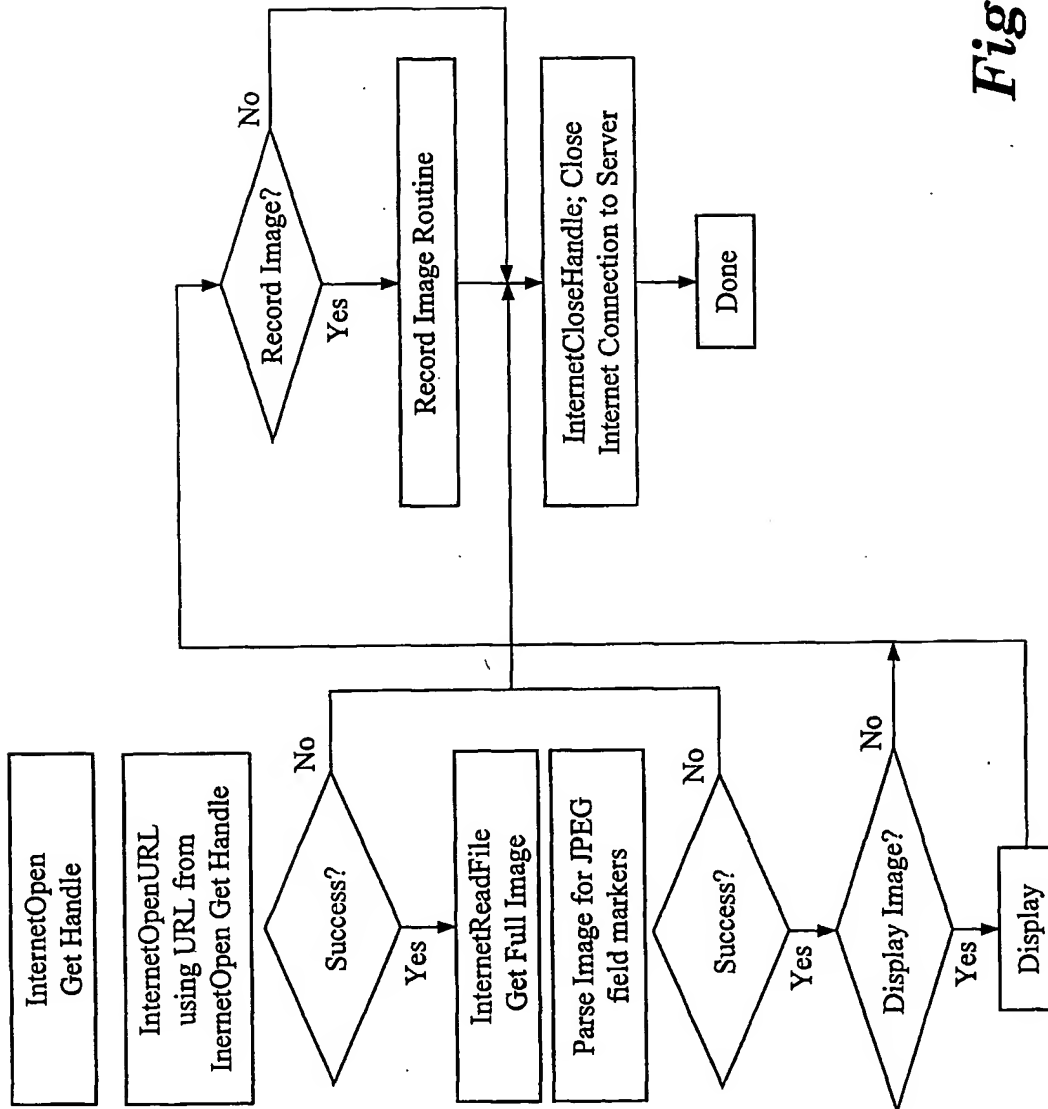 InternetOpen
Get Handle
InternetOpenURL
using URL from
InernetOpen Get Handle
Success?
No
Yes
InternetReadFile
Get Full Image
Parse Image for JPEG
field markers
Success?
No
Yes
Display Image?
No
Yes
Display
Record Image?
No
Yes
Record Image Routine
InternetCloseHandle; Close
Internet Connection to Server
Done
Fig